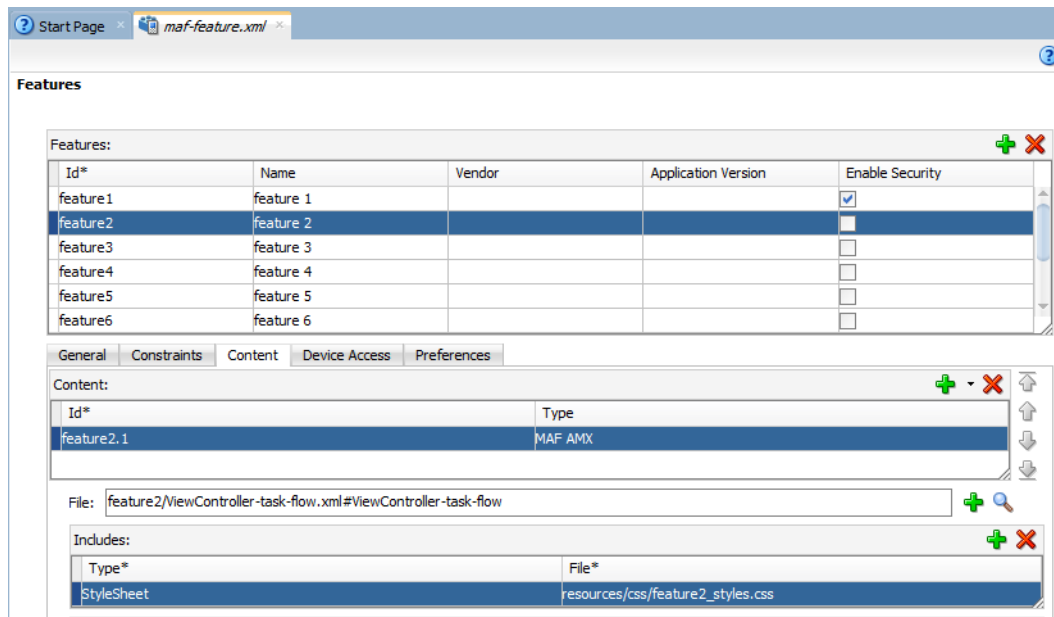 Start Page
maf-feature.xml
Features
Features:
Id* Name Vendor Application Version Enable Security
feature1 feature 1
feature2 feature 2
feature3 feature 3
feature4 feature 4
feature5 feature 5
feature6 feature 6
General Constraints Content Device Access Preferences
Content:
Id* Type
feature2.1 MAF AMX
File: feature2/ViewController-task-flow.xml#ViewController-task-flow
Includes:
Type* File*
StyleSheet resources/css/feature2_styles.css